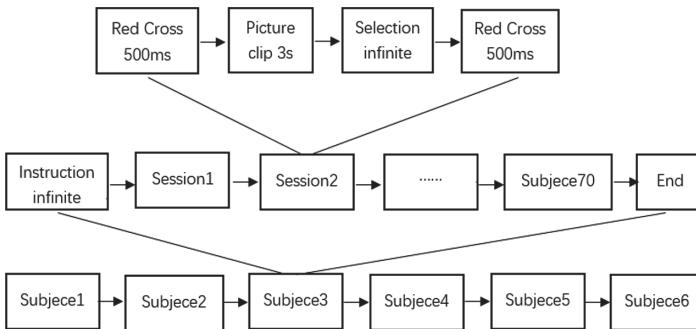 Red Cross
500ms
Picture
clip 3s
Selection
infinite
Red Cross
500ms
Instruction
infinite
Session1
Session2
......
Subjece70
End
Subjece1
Subjece2
Subjece3
Subjece4
Subjece5
Subjece6